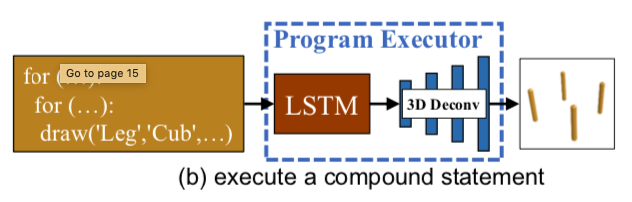 Program Executor
for (...):
Go to page 15
for (…):
draw('Leg','Cub',…)
LSTM
3D Deconv
(b) execute a compound statement